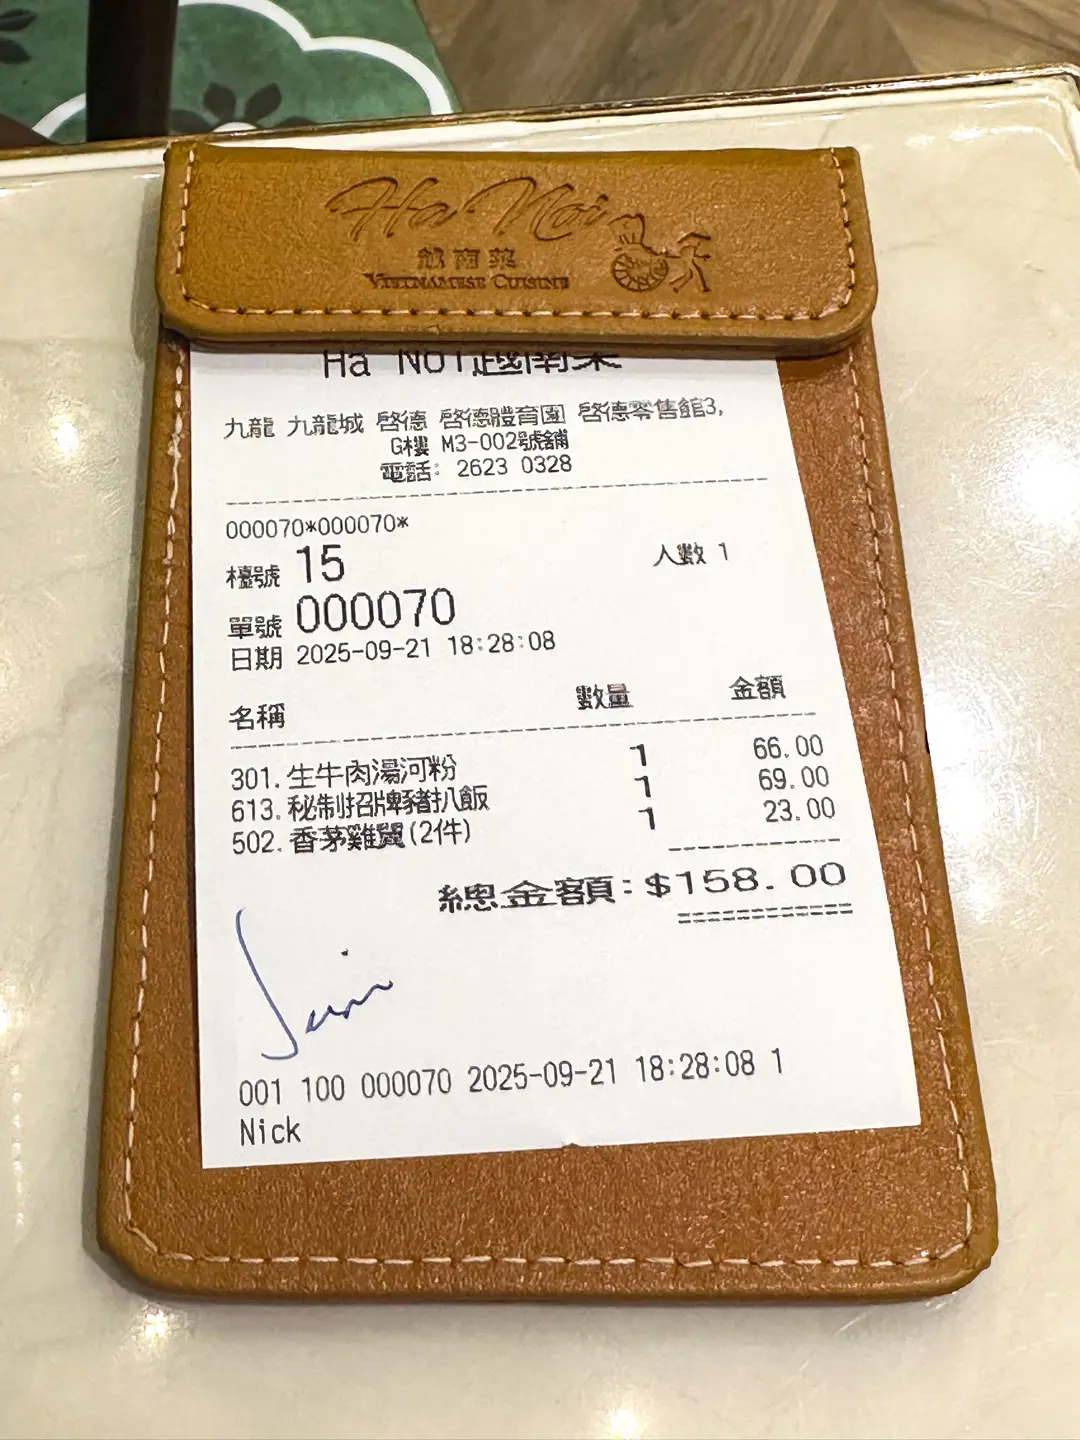 Ha Noi
越南菜
VIETNAMESE CUISINE
Ha Noi越南菜
九龍 九龍城 啓德 啓德體育園 啓德零售館3,
G樓 M3-002號舖
電話: 2623 0328
000070*000070*
檯號 15 人數 1
單號 000070
日期 2025-09-21 18:28:08
名稱 數量 金額
301. 生牛肉湯河粉 1 66.00
613. 秘制招牌豬扒飯 1 69.00
502. 香茅雞翼(2件) 1 23.00
總金額: $158.00
001 100 000070 2025-09-21 18:28:08 1
Nick